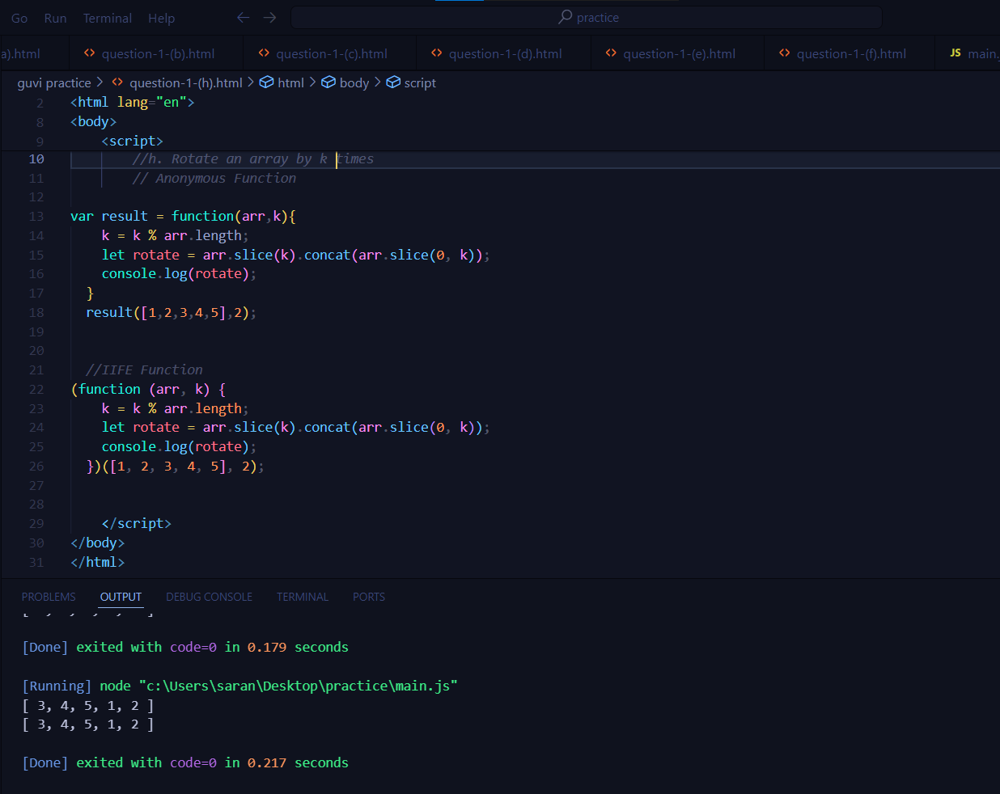 Go Run Terminal Help practice
a).html question-1-(b).html question-1-(c).html question-1-(d).html question-1-(e).html question-1-(f).html JS main.
guvi practice > question-1-(h).html > html > body > script
2 <html lang="en">
8 <body>
9 <script>
10 //h. Rotate an array by k times
11 // Anonymous Function
12
13 var result = function(arr,k){
14 k = k % arr.length;
15 let rotate = arr.slice(k).concat(arr.slice(0, k));
16 console.log(rotate);
17 }
18 result([1,2,3,4,5],2);
19
20
21 //IIFE Function
22 (function (arr, k) {
23 k = k % arr.length;
24 let rotate = arr.slice(k).concat(arr.slice(0, k));
25 console.log(rotate);
26 })([1, 2, 3, 4, 5], 2);
27
28
29 </script>
30 </body>
31 </html>
PROBLEMS OUTPUT DEBUG CONSOLE TERMINAL PORTS
[Done] exited with code=0 in 0.179 seconds
[Running] node "c:\Users\saran\Desktop\practice\main.js"
[ 3, 4, 5, 1, 2 ]
[ 3, 4, 5, 1, 2 ]
[Done] exited with code=0 in 0.217 seconds